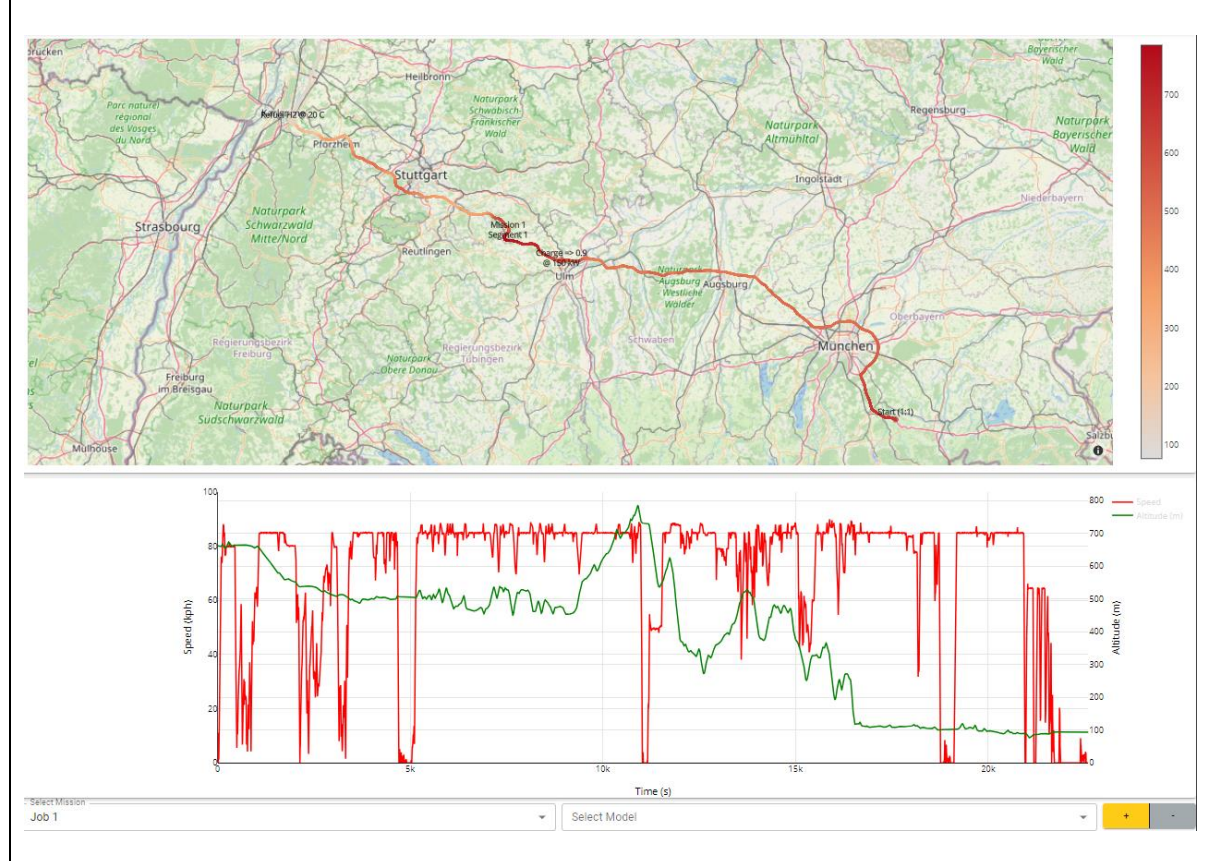 brücken
Heilbronn
Bayerischer
Wald
Parc naturel
régional
des Vosges
du Nord
Naturpark
Schwäbisch
Fränkischer
Wald
Regensburg
Refuel H2 @ 20 C
Naturpark
Altmühltal
Naturpark
Bayerischer
Wald
Pforzheim
Stuttgart
Ingolstadt
Niederbayern
Strasbourg
Naturpark
Schwarzwald
Mitte/Nord
Mission 1
Segment 1
Reutlingen
Charge => 0.9
@ 150 kW
Ulm
Naturpark
Augsburg
Westliche
Wälder
Augsburg
Oberbayern
Regierungsbezirk
Freiburg
Regierungsbezirk
Tübingen
Schwaben
München
Naturpark
Obere Donau
Freiburg
im Breisgau
Naturpark
Südschwarzwald
Start (1:1)
Mulhouse
Salzbu
700
600
500
400
300
200
100
100
80
60
40
20
0
Speed (kph)
0
5k
10k
15k
20k
Time (s)
800
700
600
500
400
300
200
100
0
Altitude (m)
Speed
Altitude (m)
Select Mission
Job 1
Select Model
+
-